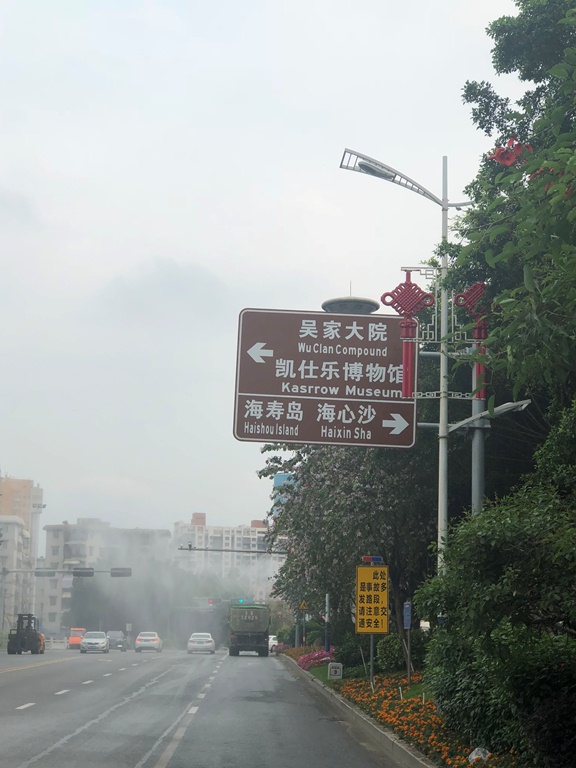 吴家大院
Wu Clan Compound
凯仕乐博物馆
Kasrrow Museum
海寿岛 海心沙
Haishou Island Haixin Sha
此处
是事故多
发路段，
请注意交
通安全！